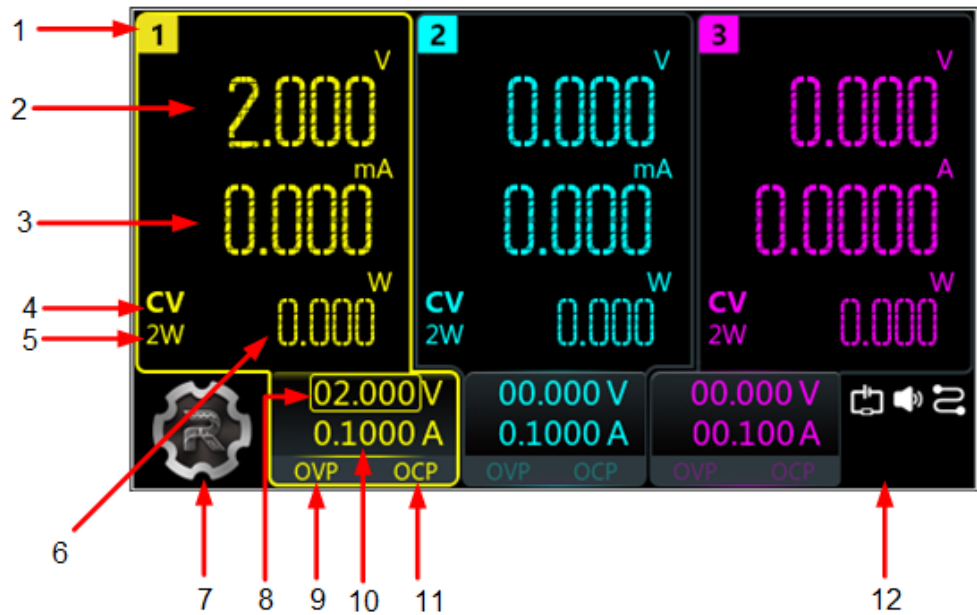 1 1 2 3
V V V
2 2.000 0.000 0.000
mA mA A
3 0.000 0.000 0.0000
W W W
4 CV CV CV
5 2W 0.000 2W 0.000 2W 0.000
8 02.000 V 00.000 V 00.000 V
R 0.1000 A 0.1000 A 00.100 A
OVP OCP OVP OCP OVP OCP
6
7 8 9 10 11 12